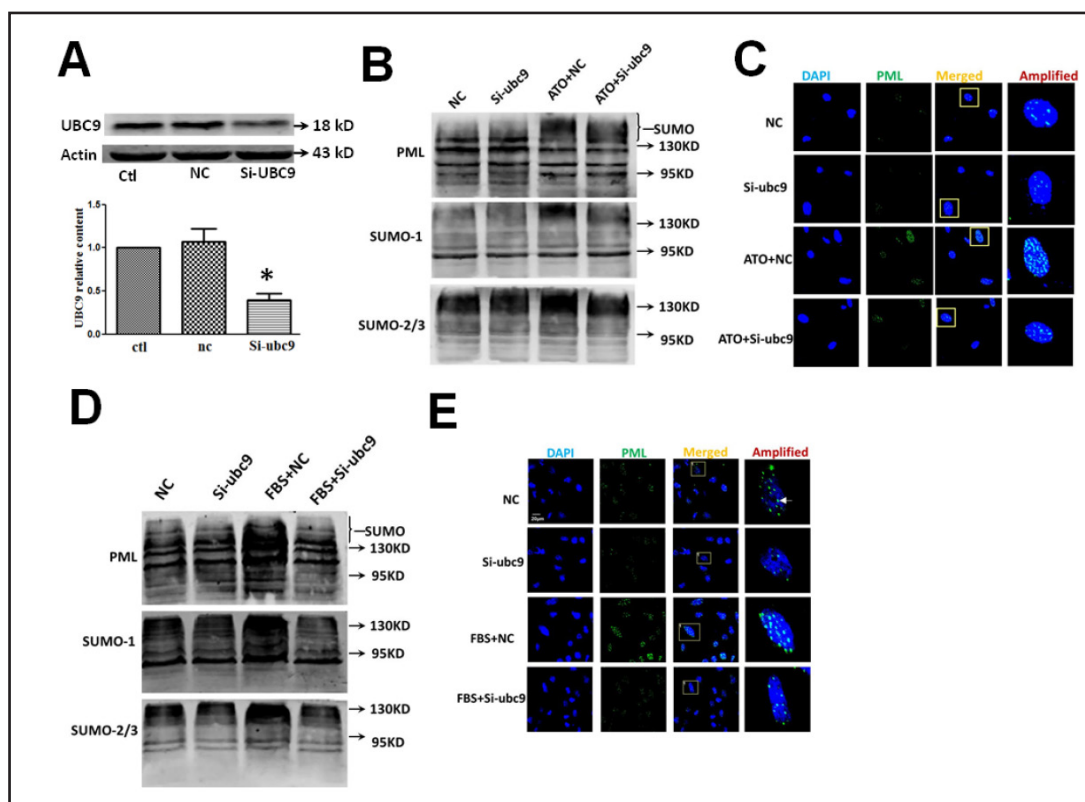 A
UBC9 → 18 kD
Actin → 43 kD
Ctl NC Si-UBC9
UBC9 relative content
1.5
1.0
0.5
0.0
*
ctl nc Si-ubc9
B
NC Si-ubc9 ATO+NC ATO+Si-ubc9
PML
SUMO
130KD
95KD
SUMO-1
130KD
95KD
SUMO-2/3
130KD
95KD
C
DAPI PML Merged Amplified
NC
Si-ubc9
ATO+NC
ATO+Si-ubc9
D
NC Si-ubc9 FBS+NC FBS+Si-ubc9
PML
SUMO
130KD
95KD
SUMO-1
130KD
95KD
SUMO-2/3
130KD
95KD
E
DAPI PML Merged Amplified
NC
20μm
Si-ubc9
FBS+NC
FBS+Si-ubc9